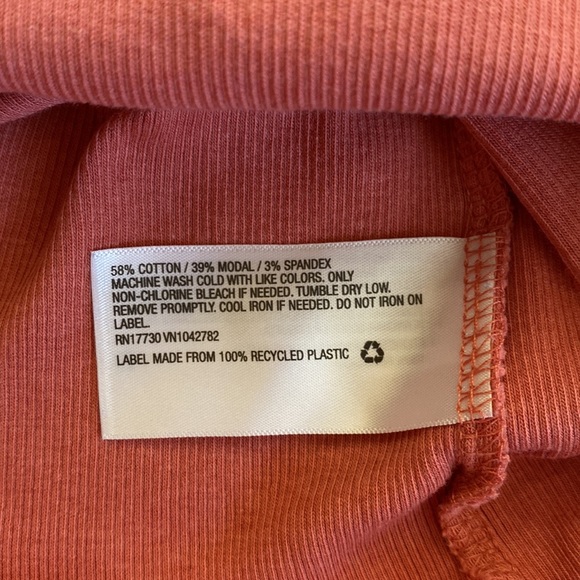 58% COTTON / 39% MODAL / 3% SPANDEX
MACHINE WASH COLD WITH LIKE COLORS. ONLY
NON-CHLORINE BLEACH IF NEEDED. TUMBLE DRY LOW.
REMOVE PROMPTLY. COOL IRON IF NEEDED. DO NOT IRON ON
LABEL.
RN17730 VN1042782
LABEL MADE FROM 100% RECYCLED PLASTIC